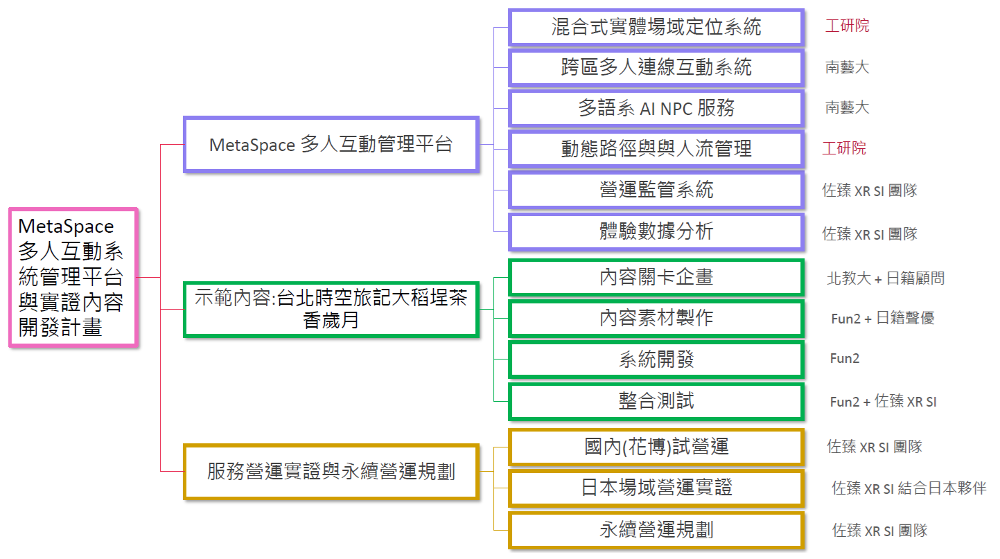 MetaSpace
多人互動系
統管理平台
與實證內容
開發計畫
MetaSpace 多人互動管理平台
混合式實體場域定位系統 工研院
跨區多人連線互動系統 南藝大
多語系 AI NPC 服務 南藝大
動態路徑與與人流管理 工研院
營運監管系統 佐臻 XR SI 團隊
體驗數據分析 佐臻 XR SI 團隊
示範內容:台北時空旅記大稻埕茶
香歲月
內容關卡企畫 北教大 + 日籍顧問
內容素材製作 Fun2 + 日籍聲優
系統開發 Fun2
整合測試 Fun2 + 佐臻 XR SI
服務營運實證與永續營運規劃
國內(花博)試營運 佐臻 XR SI 團隊
日本場域營運實證 佐臻 XR SI 結合日本夥伴
永續營運規劃 佐臻 XR SI 團隊